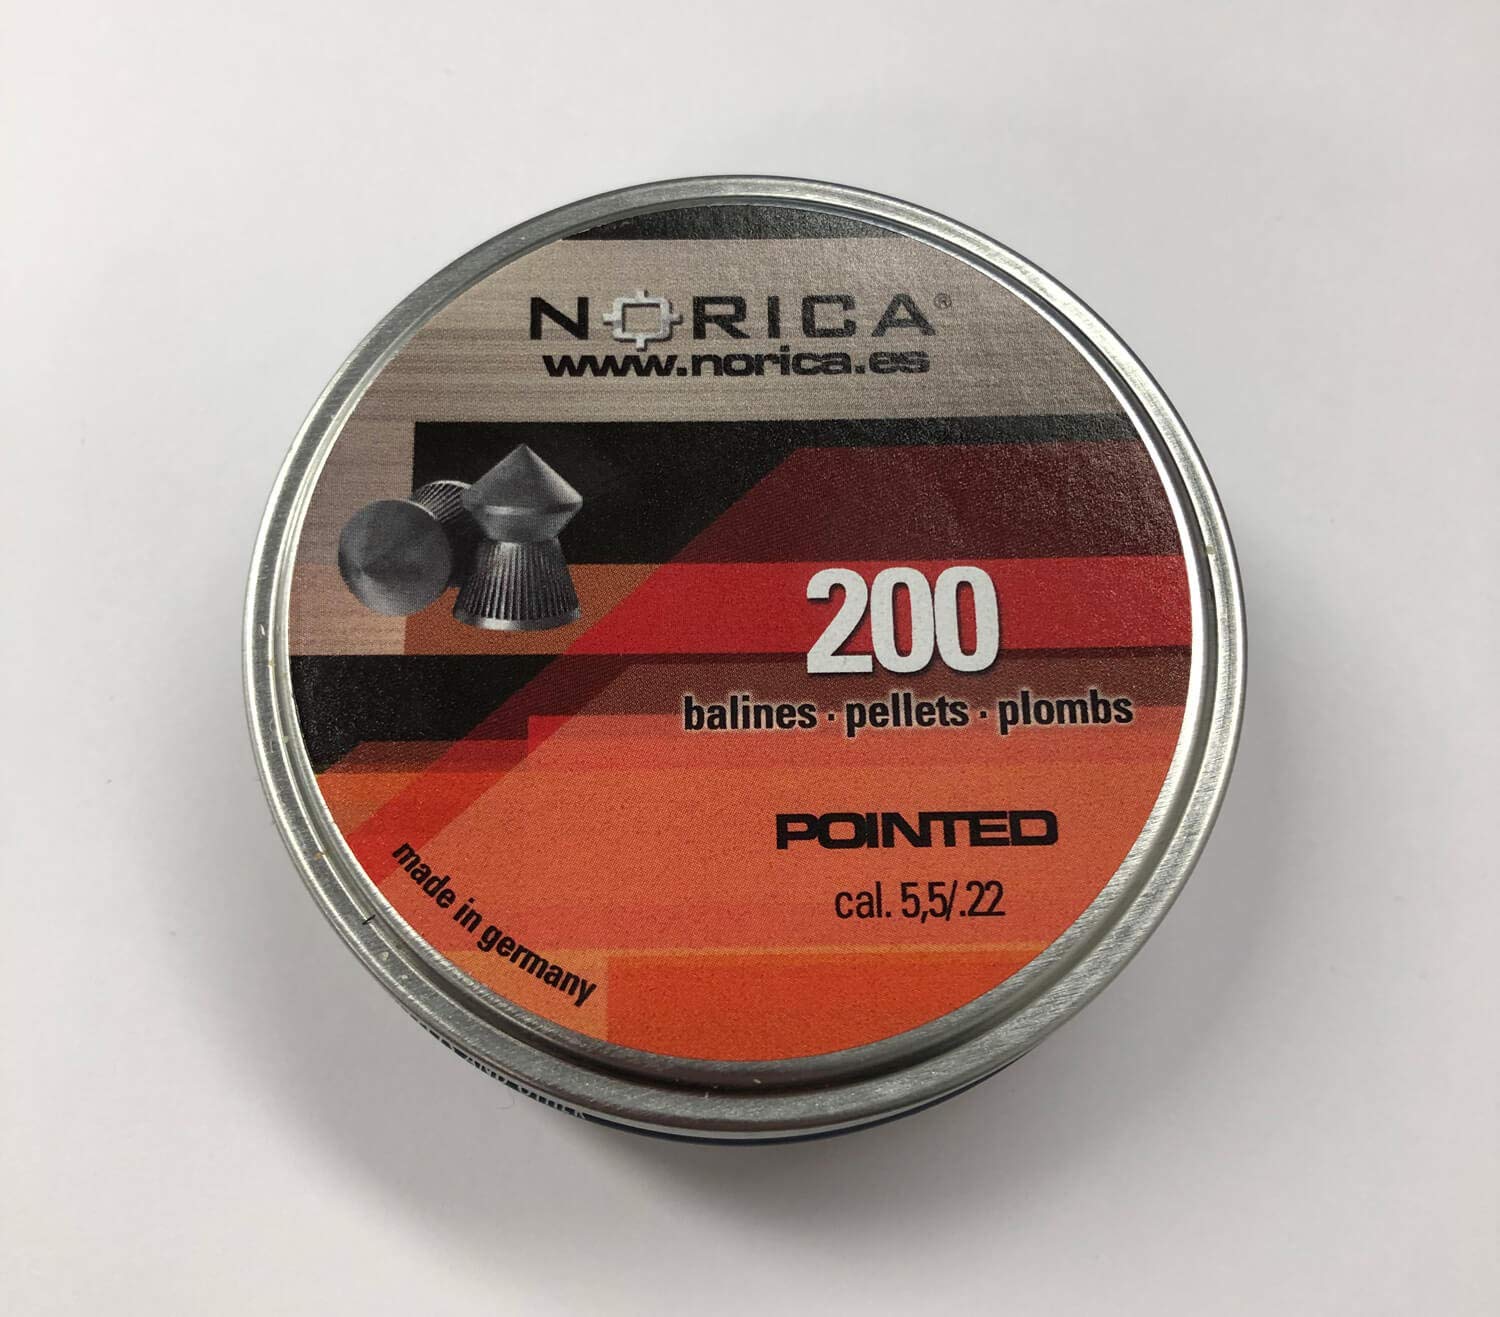 NORICA®
www.norica.es
200
balines · pellets · plombs
POINTED
cal. 5,5/.22
made in germany